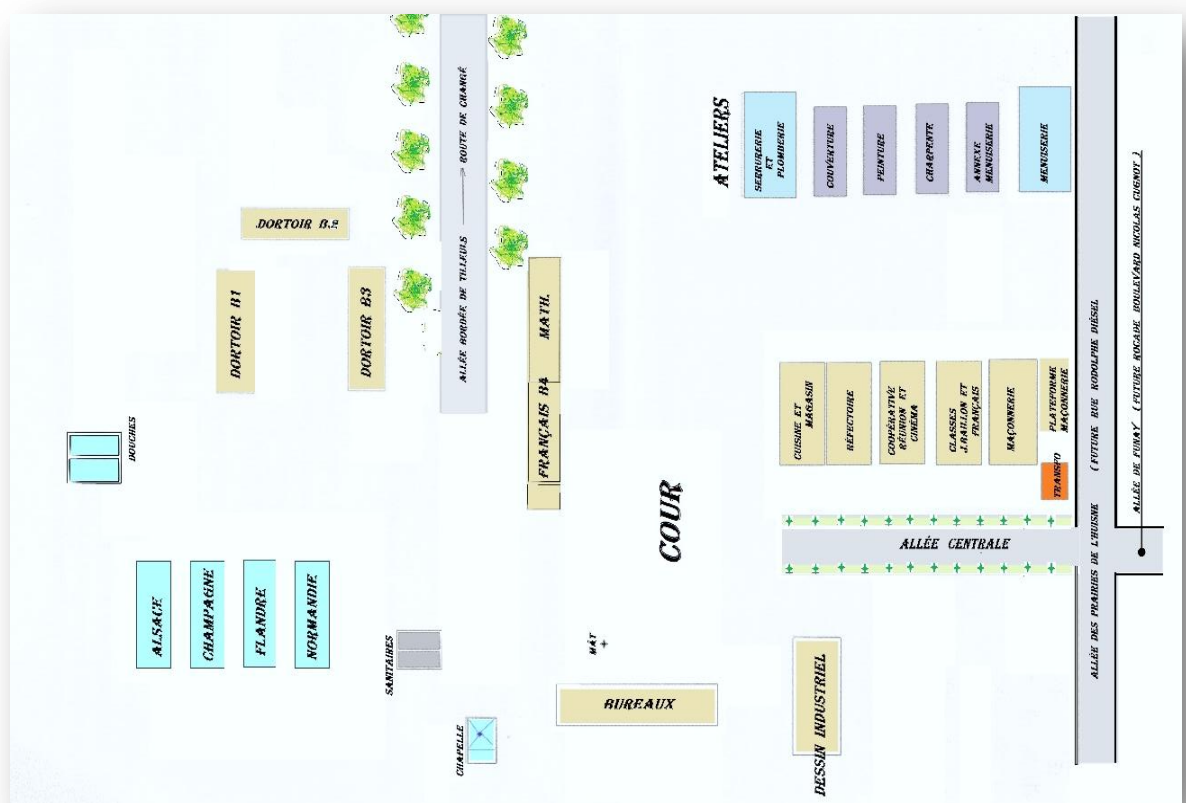 ALLÉE BORDÉE DE TILLEULS
ROUTE DE CHANGÉ
ATELIERS
SERRURERIE
ET
PLOMBERIE
COUVERTURE
PEINTURE
CHARPENTE
ANNEXE
MENUISERIE
MENUISERIE
DORTOIR B2
DORTOIR B1
DORTOIR B3
FRANÇAIS B4
MATH.
DOUCHES
CUISINE ET
MAGASIN
RÉFECTOIRE
COOPÉRATIVE
RÉUNION ET
CINÉMA
CLASSES
J.RAILLON ET
FRANÇAIS
MAÇONNERIE
PLATEFORME
MAÇONNERIE
TRANSFO
COUR
ALLÉE CENTRALE
ALLÉE DES PRAIRIES DE L'HUISNE ( FUTURE RUE RODOLPHE DIÉSEL
ALLÉE DE FUNAY ( FUTURE ROCADE BOULEVARD NICOLAS CUGNOT )
ALSACE
CHAMPAGNE
FLANDRE
NORMANDIE
SANITAIRES
CHAPELLE
MÂT
BUREAUX
DESSIN INDUSTRIEL